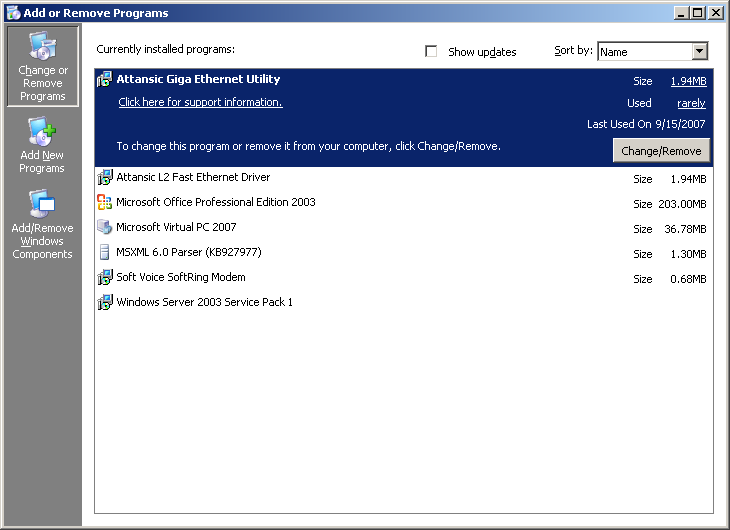 Add or Remove Programs
Change or
Remove
Programs
Add New
Programs
Add/Remove
Windows
Components
Currently installed programs:
Show updates
Sort by: Name
Attansic Giga Ethernet Utility Size 1.94MB
Click here for support information. Used rarely
Last Used On 9/15/2007
To change this program or remove it from your computer, click Change/Remove. Change/Remove
Attansic L2 Fast Ethernet Driver Size 1.94MB
Microsoft Office Professional Edition 2003 Size 203.00MB
Microsoft Virtual PC 2007 Size 36.78MB
MSXML 6.0 Parser (KB927977) Size 1.30MB
Soft Voice SoftRing Modem Size 0.68MB
Windows Server 2003 Service Pack 1